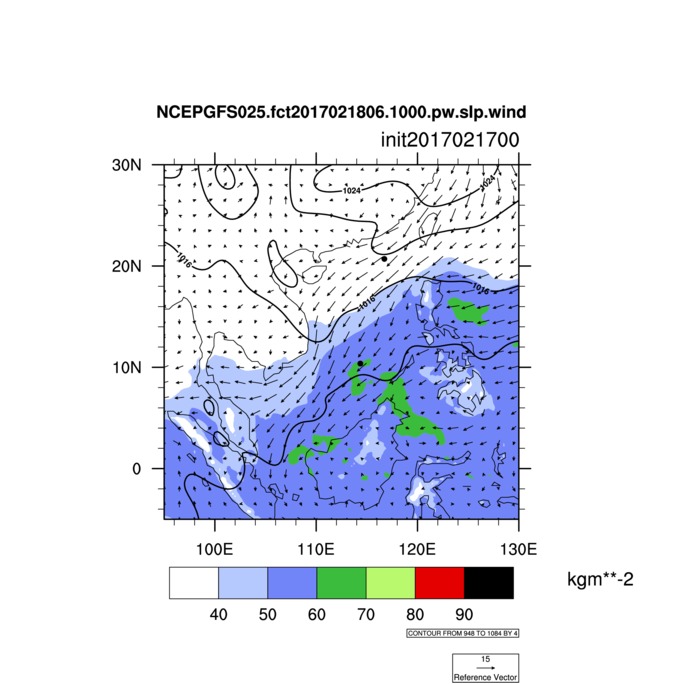 NCEPGFS025.fct2017021806.1000.pw.slp.wind
init2017021700
30N
20N
10N
0
1024
1024
1016
1016
1016
100E 110E 120E 130E
kgm**-2
40 50 60 70 80 90
CONTOUR FROM 948 TO 1084 BY 4
15
Reference Vector